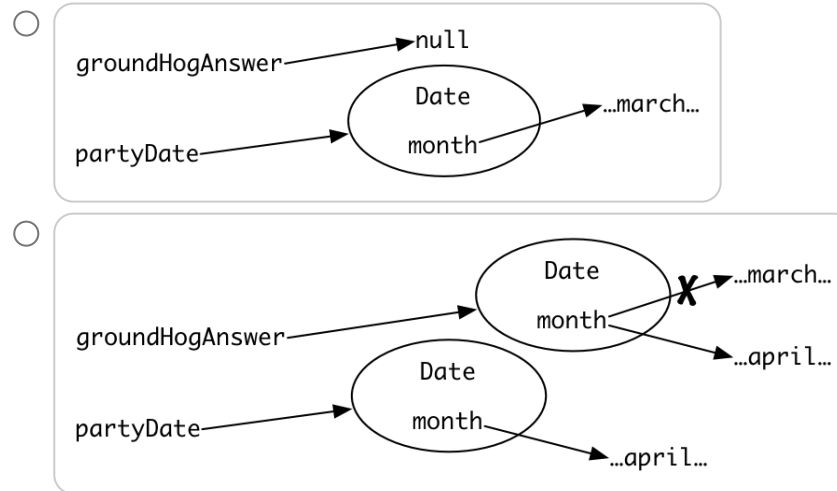 null
groundHogAnswer
Date
…march…
month
partyDate
Date
…march…
month
groundHogAnswer
…april…
Date
month
partyDate
…april…